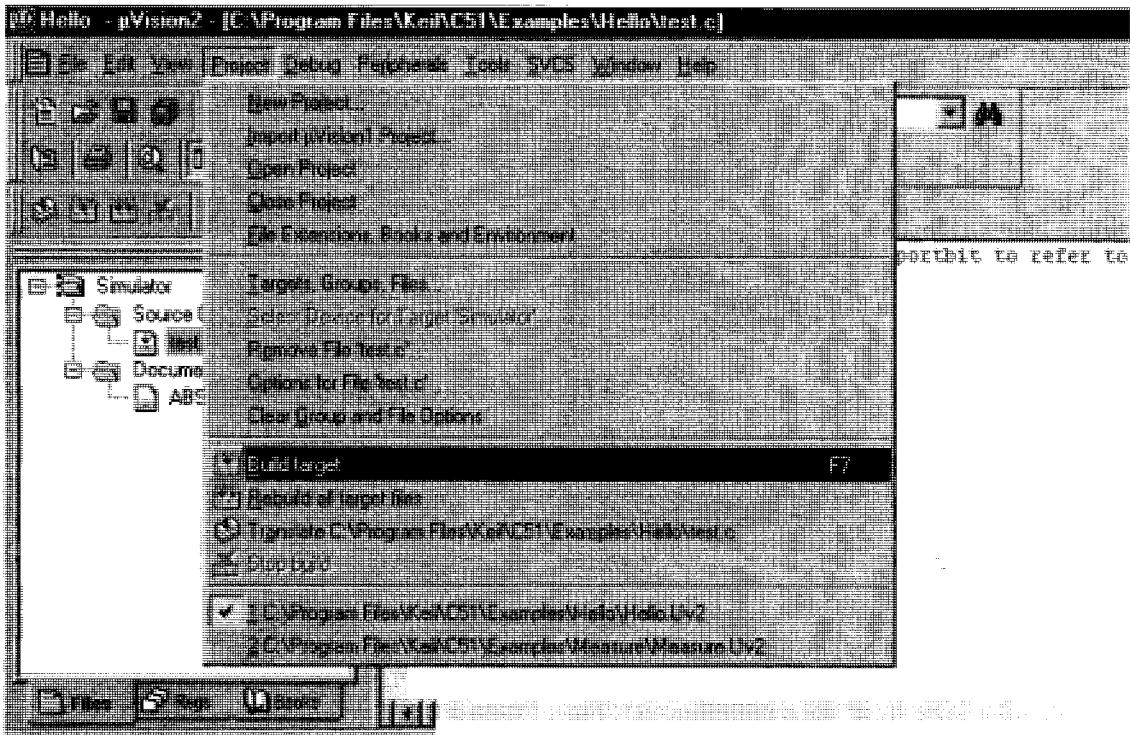 Hello - µVision2 - [C:\Program Files\Keil\C51\Examples\Hello\test.c]
File Edit View Project Debug Peripherals Tools SVCS Window Help
New Project...
Import µVision1 Project...
Open Project
Close Project
File Extensions, Books and Environment
portbit to refer to
Targets, Groups, Files...
Simulator
Select Device for Target 'Simulator'
Source
Remove File 'test.c'
test
Options for File 'test.c'
Docume
ABS
Clear Group and File Options
Build target F7
Rebuild all target files
Translate C:\Program Files\Keil\C51\Examples\Hello\test.c
Stop build
1 C:\Program Files\Keil\C51\Examples\Hello\Hello.Uv2
2 C:\Program Files\Keil\C51\Examples\Measure\Measure.Uv2
Files Regs Books